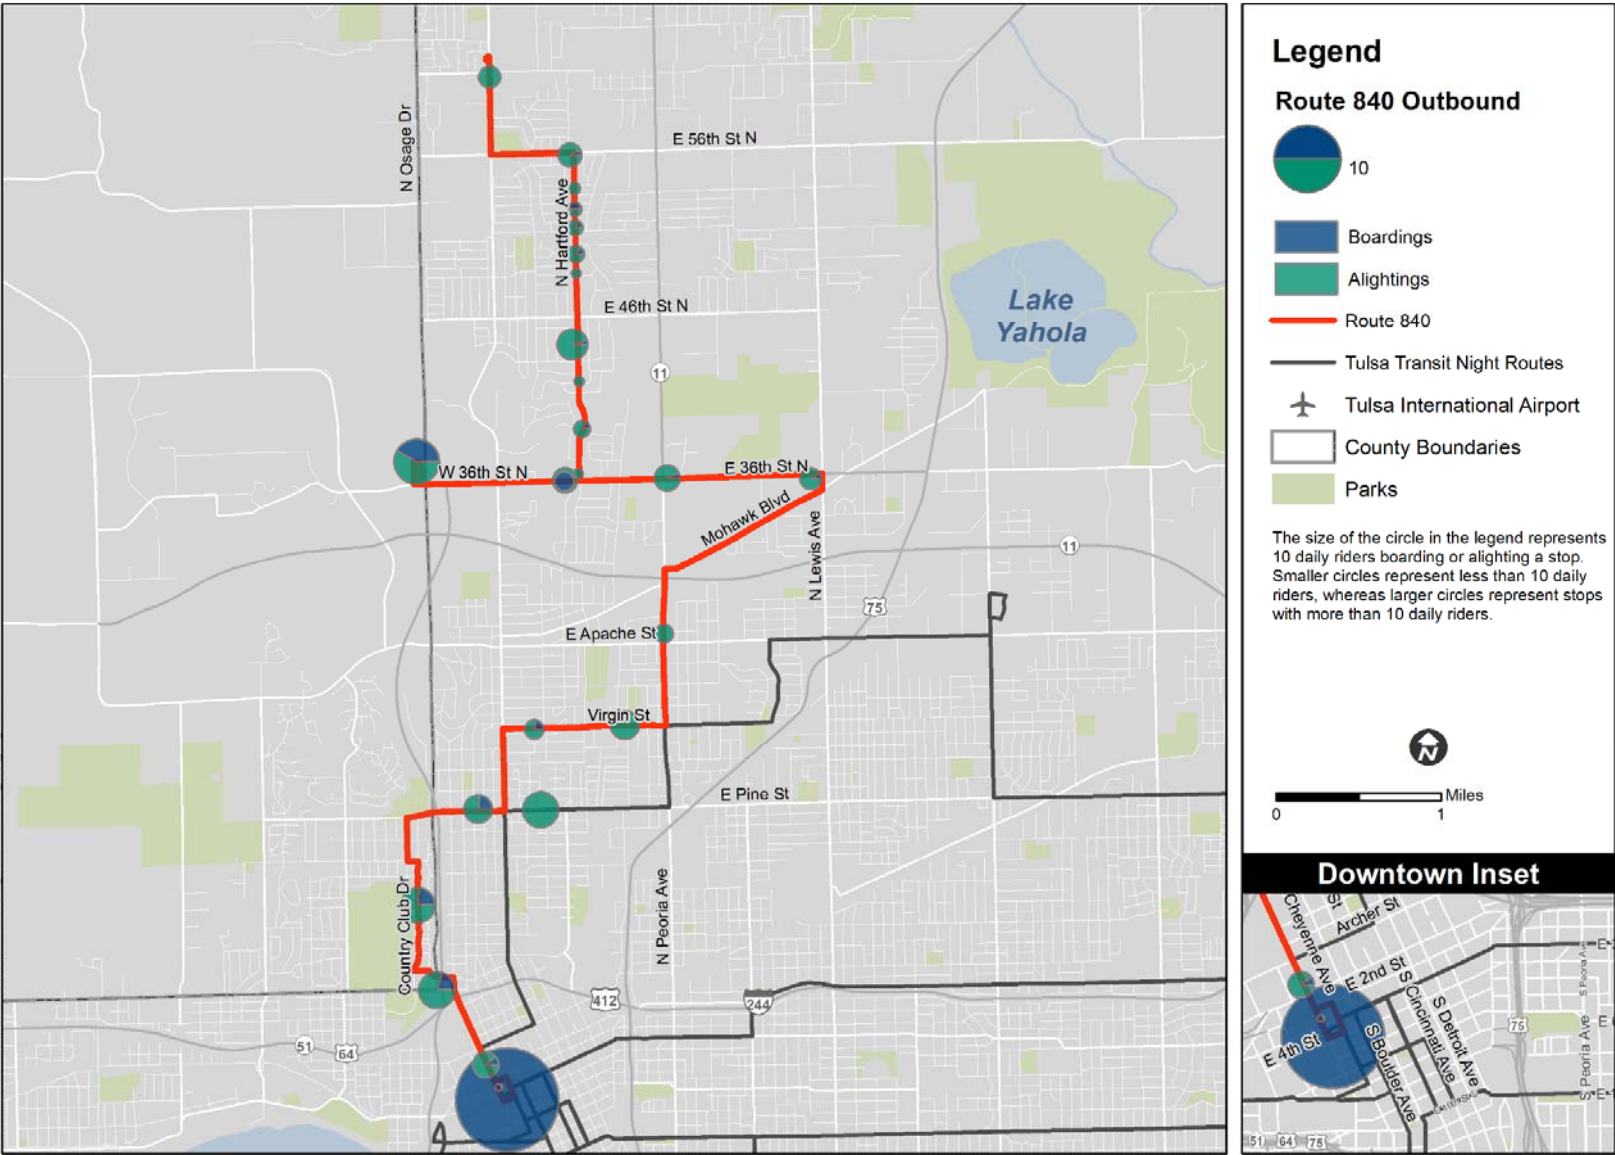 N Osage Dr
E 56th St N
N Hartford Ave
E 46th St N
Lake
Yahola
11
W 36th St N
E 36th St N
Mohawk Blvd
N Lewis Ave
11
75
E Apache St
Virgin St
E Pine St
N Peoria Ave
Country Club Dr
412
244
51
64
Legend
Route 840 Outbound
10
Boardings
Alightings
Route 840
Tulsa Transit Night Routes
Tulsa International Airport
County Boundaries
Parks
The size of the circle in the legend represents
10 daily riders boarding or alighting a stop.
Smaller circles represent less than 10 daily
riders, whereas larger circles represent stops
with more than 10 daily riders.
N
Miles
0 1
Downtown Inset
Cheyenne Ave
St
Archer St
E 2nd St
S Cincinnati Ave
S Detroit Ave
S Boulder Ave
E 4th St
S Peoria Ave
S Peoria Ave
75
51 64 75